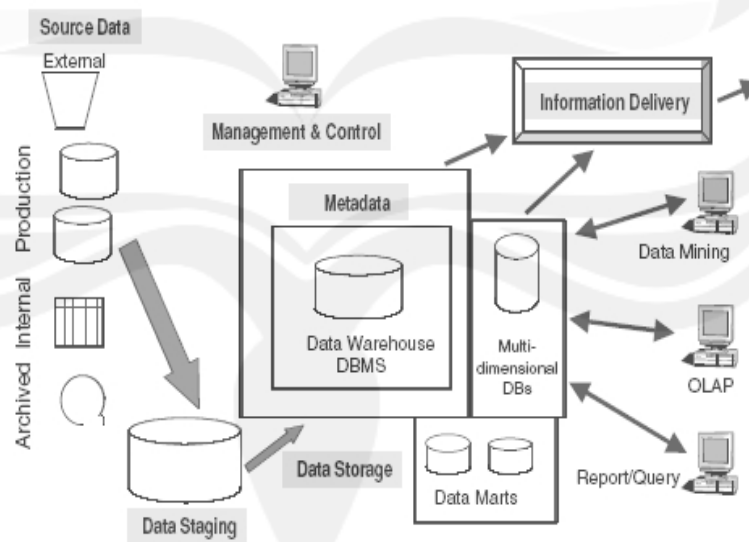 Source Data
External
Production
Internal
Archived
Management & Control
Information Delivery
Metadata
Data Warehouse
DBMS
Multi-
dimensional
DBs
Data Mining
OLAP
Report/Query
Data Storage
Data Marts
Data Staging